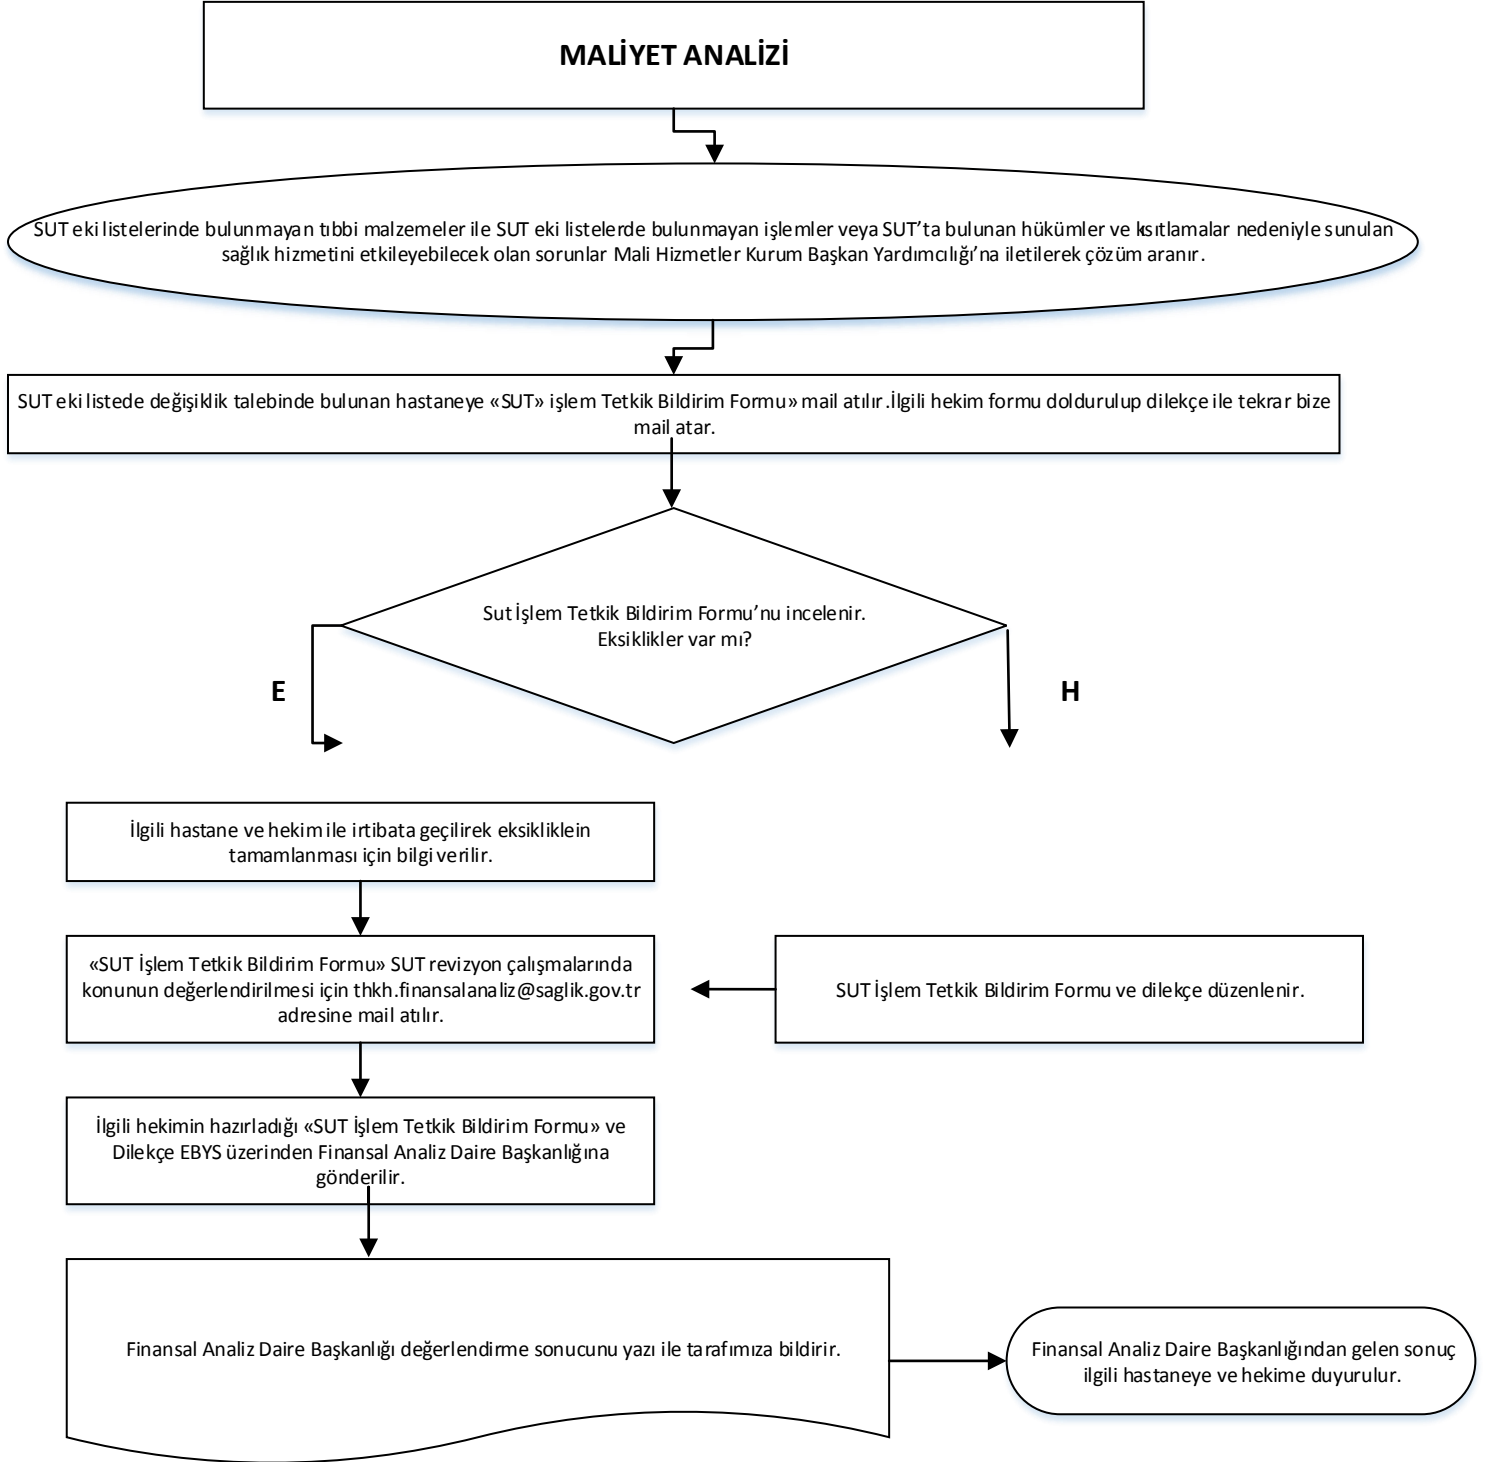 MALİYET ANALİZİ
SUT eki listelerinde bulunmayan tıbbi malzemeler ile SUT eki listelerde bulunmayan işlemler veya SUT'ta bulunan hükümler ve kısıtlamalar nedeniyle sunulan
sağlık hizmetini etkileyebilecek olan sorunlar Mali Hizmetler Kurum Başkan Yardımcılığı'na iletilerek çözüm aranır.
SUT eki listede değişiklik talebinde bulunan hastaneye «SUT» işlem Tetkik Bildirim Formu» mail atılır.İlgili hekim formu doldurulup dilekçe ile tekrar bize
mail atar.
Sut İşlem Tetkik Bildirim Formu'nu incelenir.
Eksiklikler var mı?
E
H
İlgili hastane ve hekim ile irtibata geçilirek eksikliklein
tamamlanması için bilgi verilir.
«SUT İşlem Tetkik Bildirim Formu» SUT revizyon çalışmalarında
konunun değerlendirilmesi için thkh.finansalanaliz@saglik.gov.tr
adresine mail atılır.
SUT İşlem Tetkik Bildirim Formu ve dilekçe düzenlenir.
İlgili hekimin hazırladığı «SUT İşlem Tetkik Bildirim Formu» ve
Dilekçe EBYS üzerinden Finansal Analiz Daire Başkanlığına
gönderilir.
Finansal Analiz Daire Başkanlığı değerlendirme sonucunu yazı ile tarafımıza bildirir.
Finansal Analiz Daire Başkanlığından gelen sonuç
ilgili hastaneye ve hekime duyurulur.